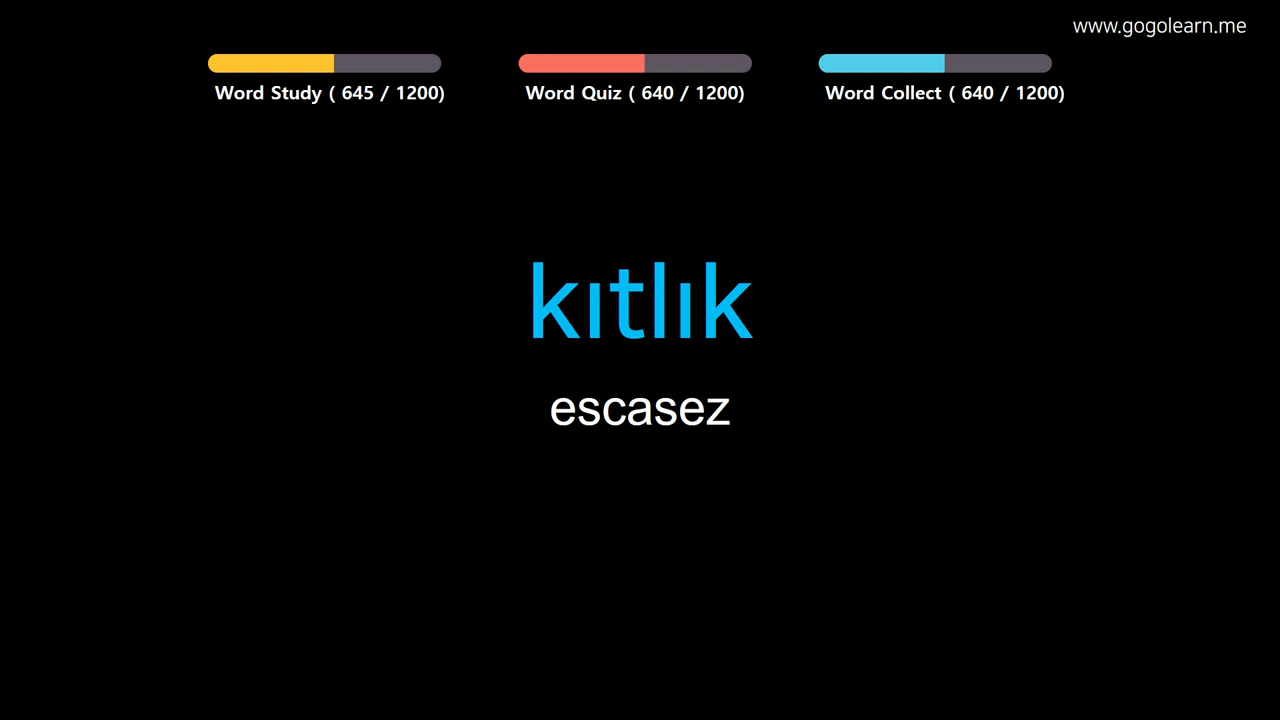 www.gogolearn.me
Word Study ( 645 / 1200)
Word Quiz ( 640 / 1200)
Word Collect ( 640 / 1200)
kıtlık
escasez